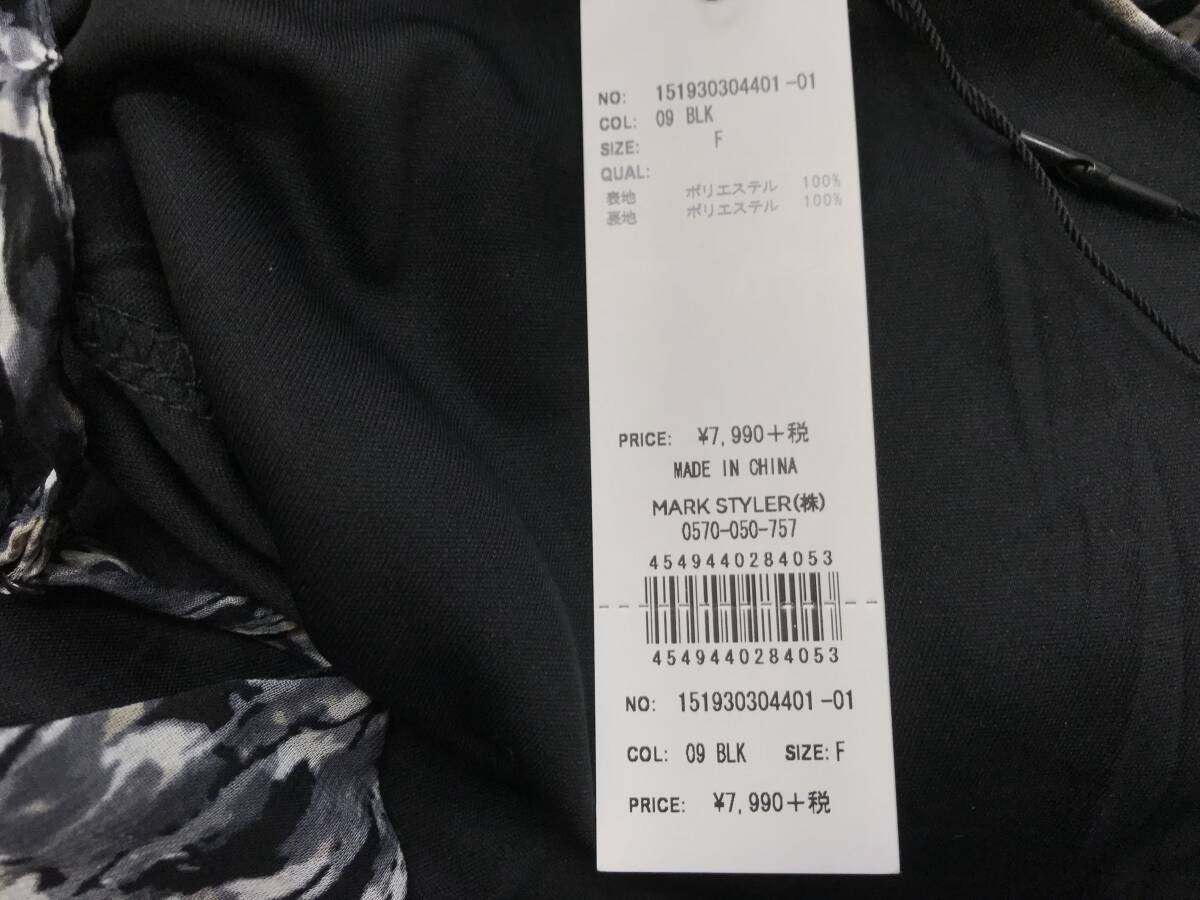 NO: 151930304401-01
COL: 09 BLK
SIZE: F
QUAL:
表地 ポリエステル 100%
裏地 ポリエステル 100%
PRICE: ¥7,990+税
MADE IN CHINA
MARK STYLER(株)
0570-050-757
4549440284053
4549440284053
NO: 151930304401-01
COL: 09 BLK SIZE: F
PRICE: ¥7,990+税